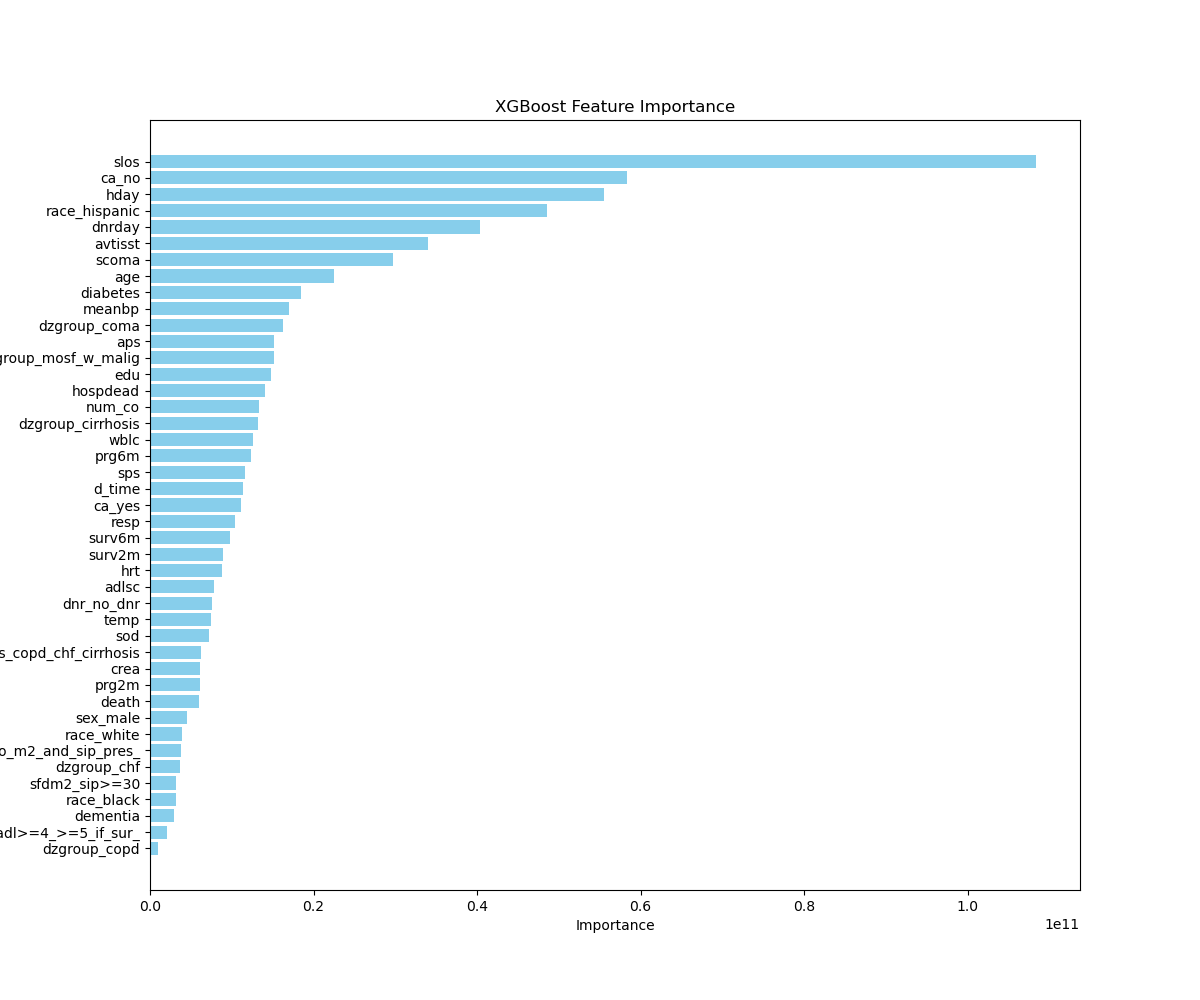 XGBoost Feature Importance
slos
ca_no
hday
race_hispanic
dnrday
avtisst
scoma
age
diabetes
meanbp
dzgroup_coma
aps
group_mosf_w_malig
edu
hospdead
num_co
dzgroup_cirrhosis
wblc
prg6m
sps
d_time
ca_yes
resp
surv6m
surv2m
hrt
adlsc
dnr_no_dnr
temp
sod
s_copd_chf_cirrhosis
crea
prg2m
death
sex_male
race_white
o_m2_and_sip_pres_
dzgroup_chf
sfdm2_sip>=30
race_black
dementia
adl>=4_>=5_if_sur_
dzgroup_copd
0.0 0.2 0.4 0.6 0.8 1.0
1e11
Importance